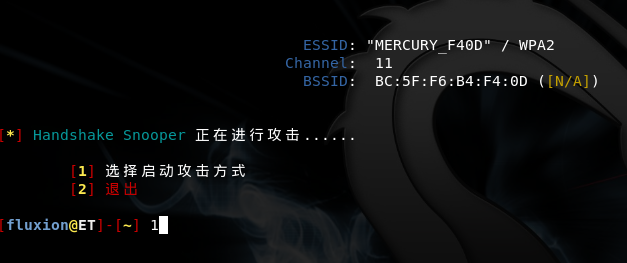 ESSID: "MERCURY_F40D" / WPA2
Channel: 11
BSSID: BC:5F:F6:B4:F4:0D ([N/A])
[*] Handshake Snooper 正在进行攻击......
[1] 选择启动攻击方式
[2] 退出
[fluxion@ET]-[~] 1